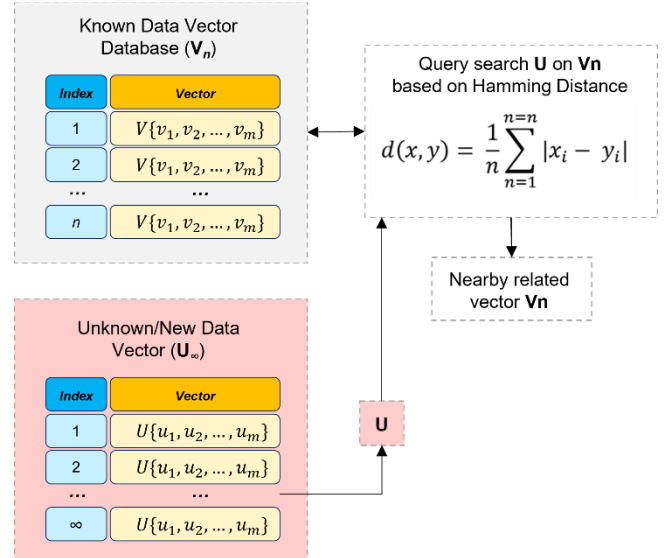 Known Data Vector
Database (Vₙ)
Index Vector
1 V{v₁, v₂, ..., vₘ}
2 V{v₁, v₂, ..., vₘ}
... ...
n V{v₁, v₂, ..., vₘ}
Query search U on Vn
based on Hamming Distance
d(x, y) = 1/n ∑_{n=1}^{n=n} |xᵢ − yᵢ|
Nearby related
vector Vn
Unknown/New Data
Vector (U∞)
Index Vector
1 U{u₁, u₂, ..., uₘ}
2 U{u₁, u₂, ..., uₘ}
... ...
∞ U{u₁, u₂, ..., uₘ}
U